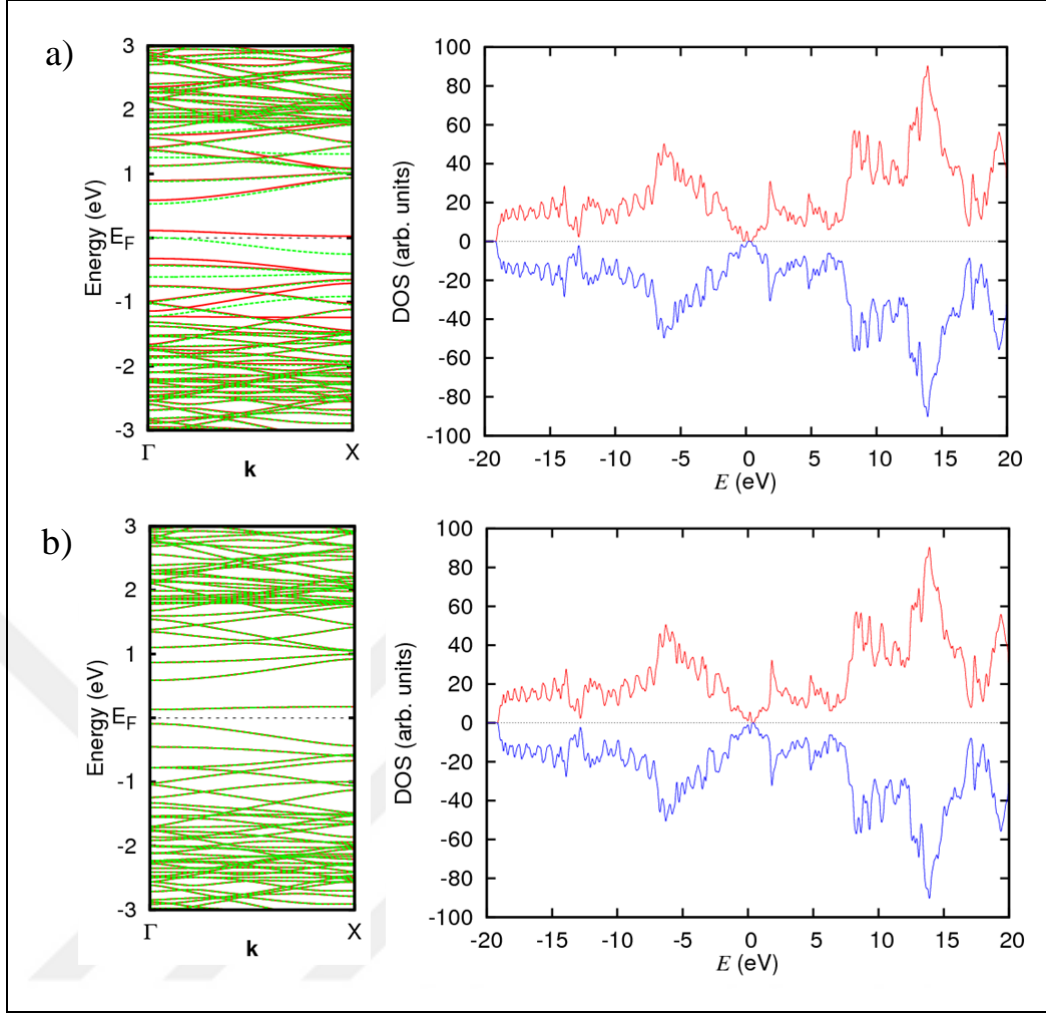 a)
3
2
1
E_F
-1
-2
-3
Energy (eV)
Γ X
k
100
80
60
40
20
0
-20
-40
-60
-80
-100
DOS (arb. units)
-20 -15 -10 -5 0 5 10 15 20
E (eV)
b)
3
2
1
E_F
-1
-2
-3
Energy (eV)
Γ X
k
100
80
60
40
20
0
-20
-40
-60
-80
-100
DOS (arb. units)
-20 -15 -10 -5 0 5 10 15 20
E (eV)